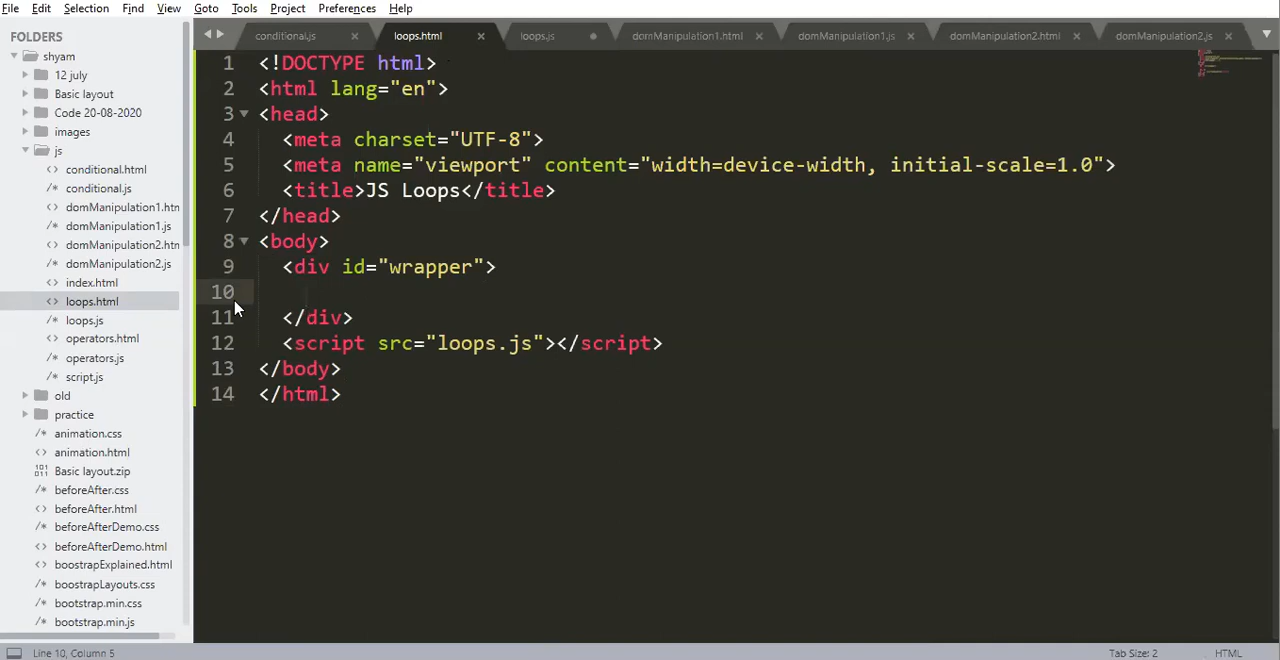 File Edit Selection Find View Goto Tools Project Preferences Help
FOLDERS
shyam
12 july
Basic layout
Code 20-08-2020
images
js
conditional.html
conditional.js
domManipulation1.htn
domManipulation1.js
domManipulation2.htn
domManipulation2.js
index.html
loops.html
loops.js
operators.html
operators.js
script.js
old
practice
animation.css
animation.html
Basic layout.zip
beforeAfter.css
beforeAfter.html
beforeAfterDemo.css
beforeAfterDemo.html
boostrapExplained.html
boostrapLayouts.css
bootstrap.min.css
bootstrap.min.js
conditional.js loops.html loops.js domManipulation1.html domManipulation1.js domManipulation2.html domManipulation2.js
1 <!DOCTYPE html>
2 <html lang="en">
3 <head>
4 <meta charset="UTF-8">
5 <meta name="viewport" content="width=device-width, initial-scale=1.0">
6 <title>JS Loops</title>
7 </head>
8 <body>
9 <div id="wrapper">
10
11 </div>
12 <script src="loops.js"></script>
13 </body>
14 </html>
Line 10, Column 5 Tab Size: 2 HTML